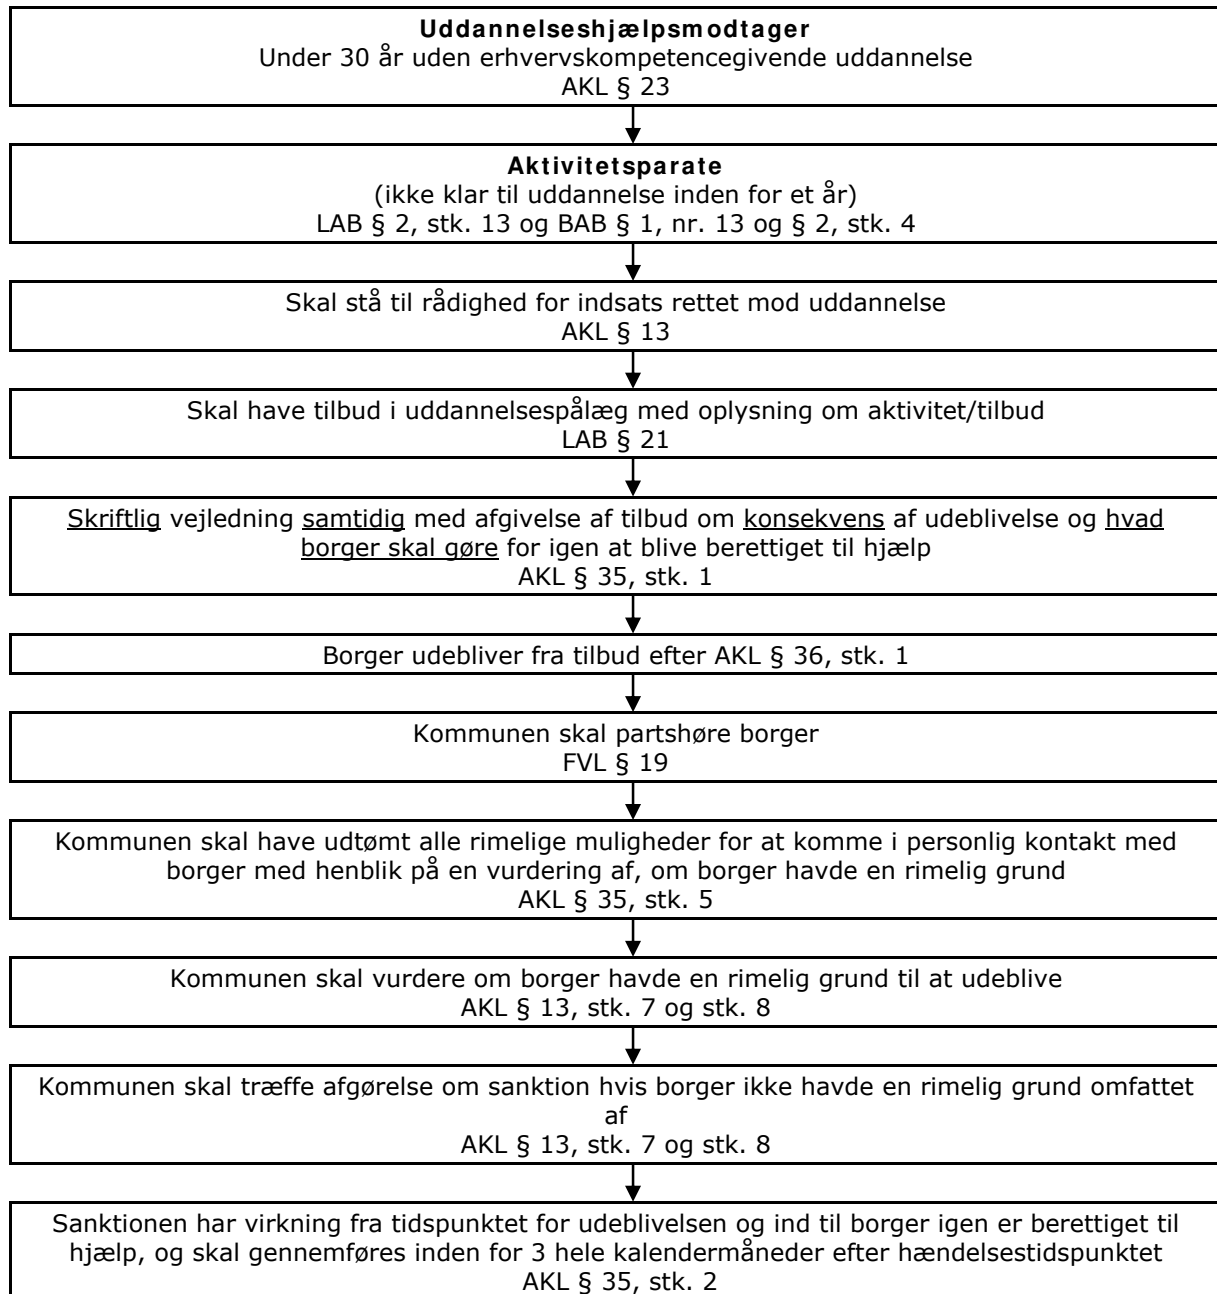 Uddannelseshjælpsmodtager
Under 30 år uden erhvervskompetencegivende uddannelse
AKL § 23
Aktivitetsparate
(ikke klar til uddannelse inden for et år)
LAB § 2, stk. 13 og BAB § 1, nr. 13 og § 2, stk. 4
Skal stå til rådighed for indsats rettet mod uddannelse
AKL § 13
Skal have tilbud i uddannelsespålæg med oplysning om aktivitet/tilbud
LAB § 21
Skriftlig vejledning samtidig med afgivelse af tilbud om konsekvens af udeblivelse og hvad
borger skal gøre for igen at blive berettiget til hjælp
AKL § 35, stk. 1
Borger udebliver fra tilbud efter AKL § 36, stk. 1
Kommunen skal partshøre borger
FVL § 19
Kommunen skal have udtømt alle rimelige muligheder for at komme i personlig kontakt med
borger med henblik på en vurdering af, om borger havde en rimelig grund
AKL § 35, stk. 5
Kommunen skal vurdere om borger havde en rimelig grund til at udeblive
AKL § 13, stk. 7 og stk. 8
Kommunen skal træffe afgørelse om sanktion hvis borger ikke havde en rimelig grund omfattet
af
AKL § 13, stk. 7 og stk. 8
Sanktionen har virkning fra tidspunktet for udeblivelsen og ind til borger igen er berettiget til
hjælp, og skal gennemføres inden for 3 hele kalendermåneder efter hændelsestidspunktet
AKL § 35, stk. 2